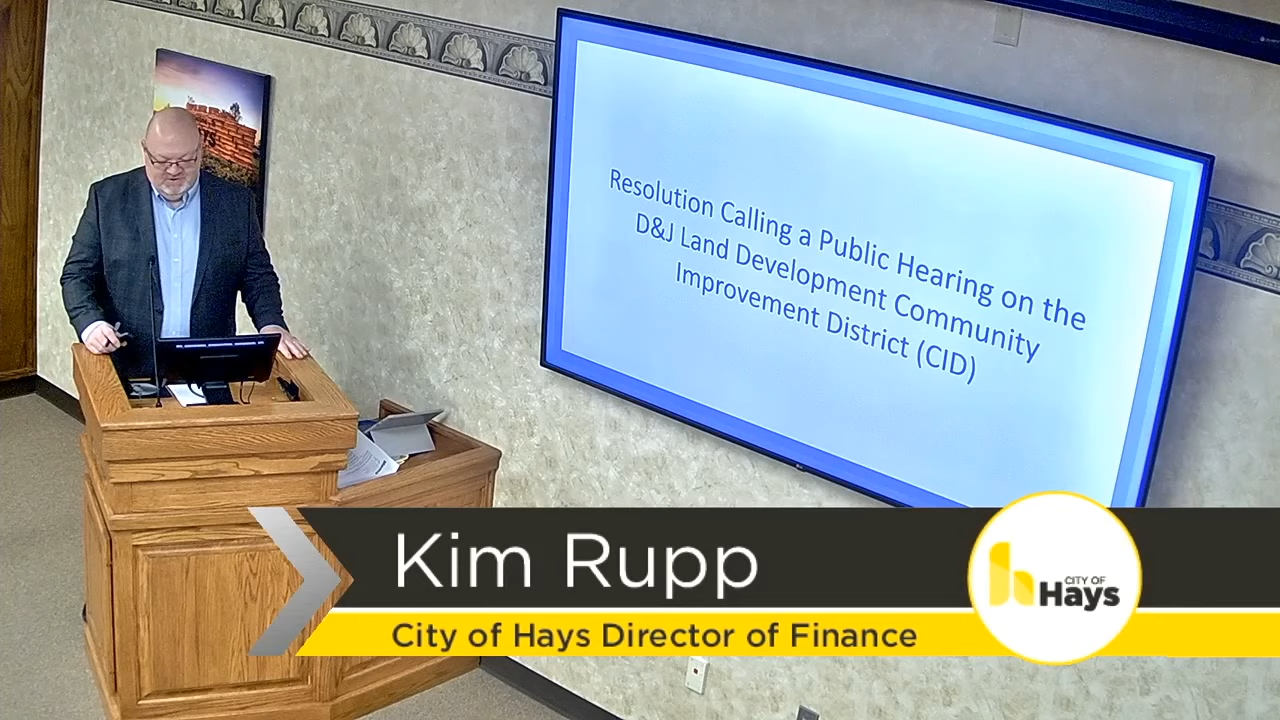 Resolution Calling a Public Hearing on the
D&J Land Development Community
Improvement District (CID)
Kim Rupp
City of Hays Director of Finance
CITY OF
Hays